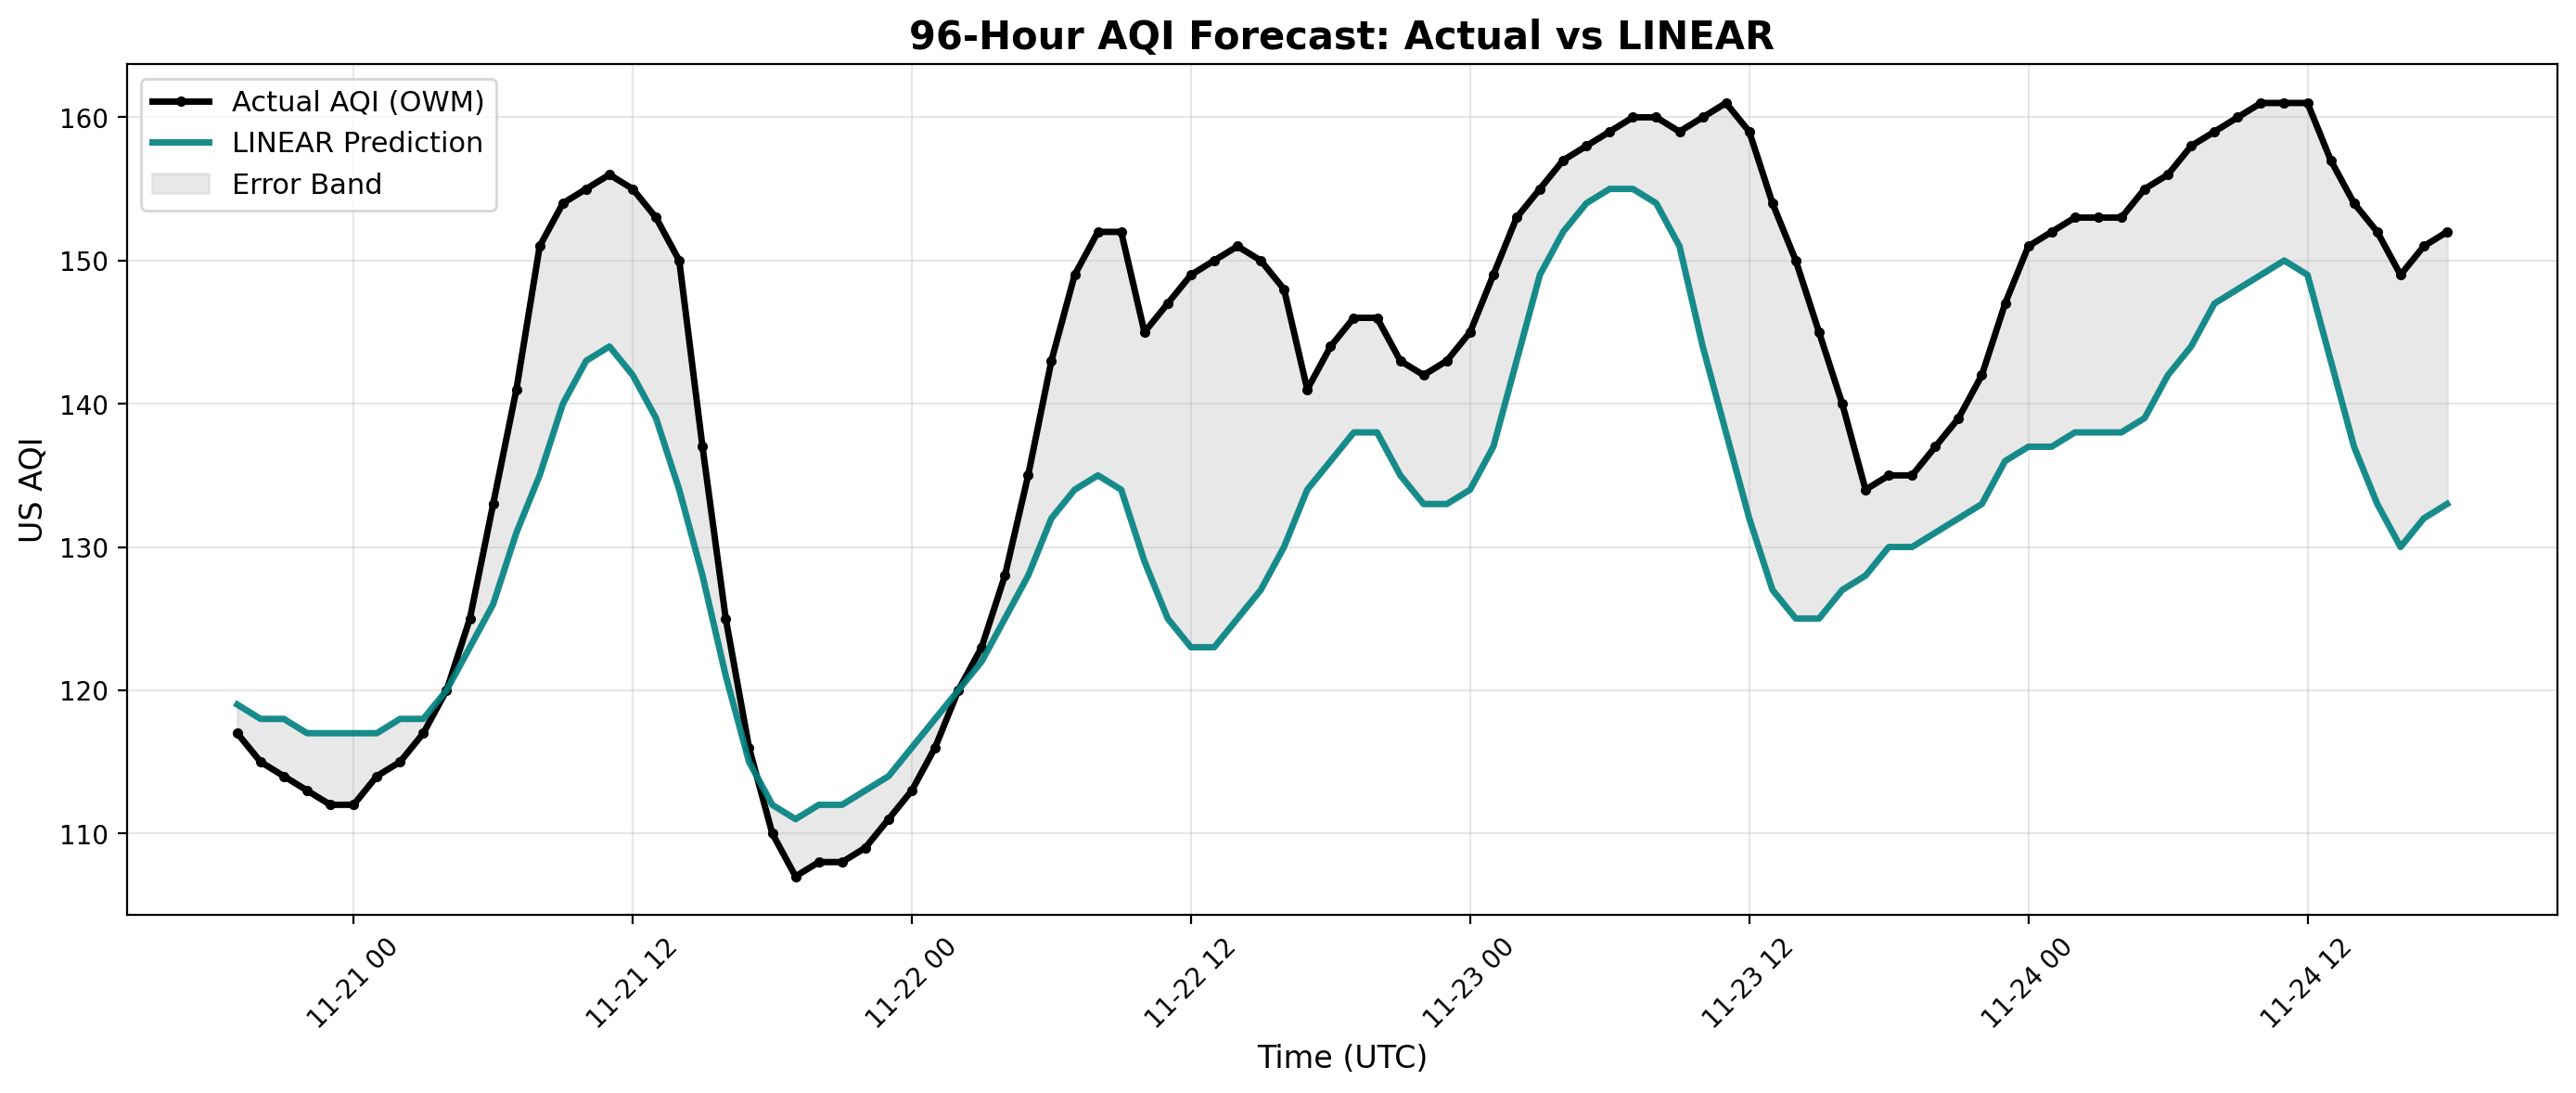 96-Hour AQI Forecast: Actual vs LINEAR
Actual AQI (OWM)
LINEAR Prediction
Error Band
US AQI
160
150
140
130
120
110
11-21 00
11-21 12
11-22 00
11-22 12
11-23 00
11-23 12
11-24 00
11-24 12
Time (UTC)